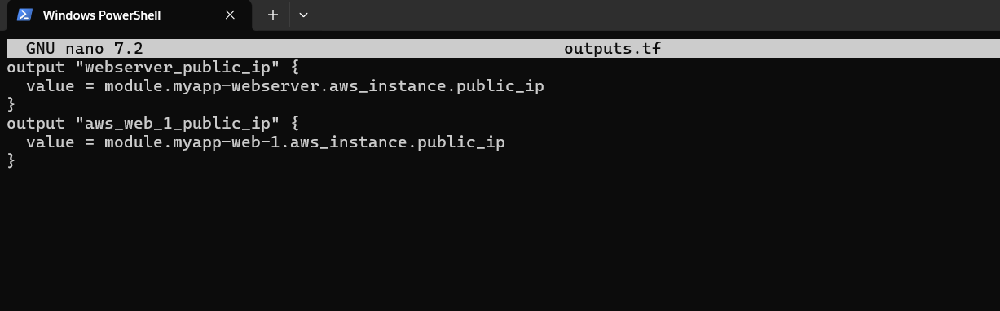 Windows PowerShell
GNU nano 7.2 outputs.tf
output "webserver_public_ip" {
  value = module.myapp-webserver.aws_instance.public_ip
}
output "aws_web_1_public_ip" {
  value = module.myapp-web-1.aws_instance.public_ip
}